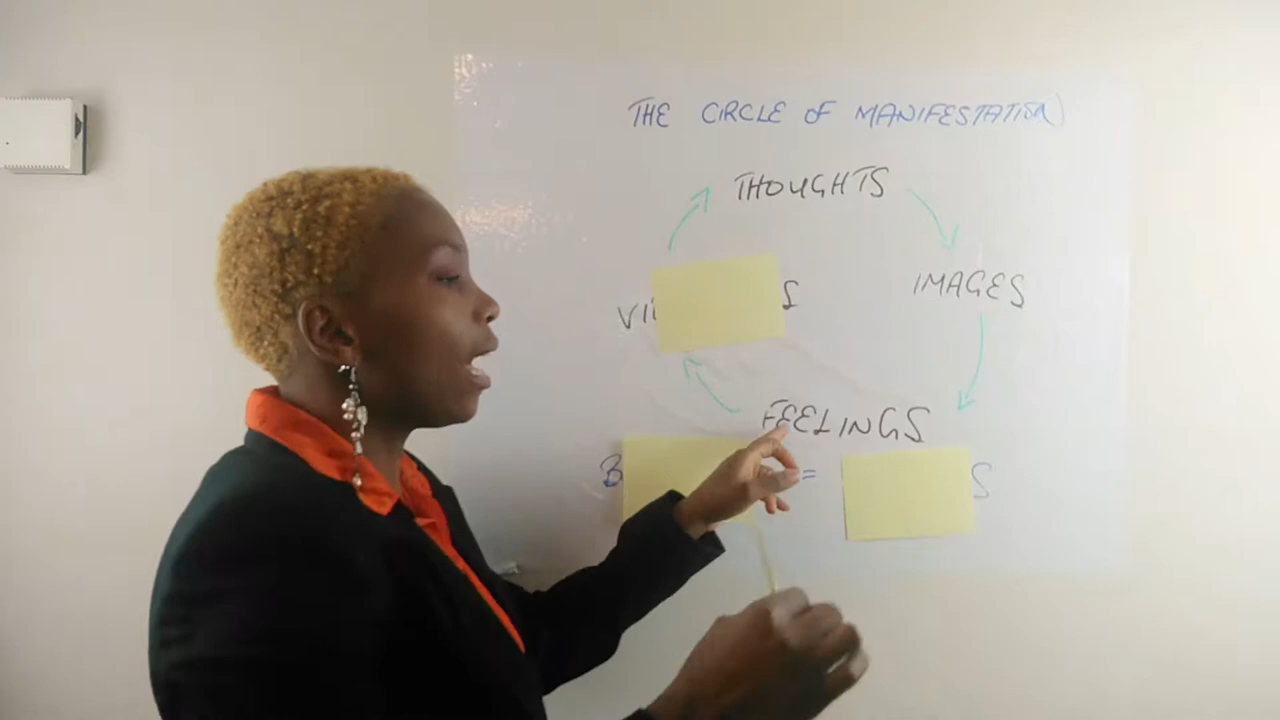 THE CIRCLE OF MANIFESTATION
THOUGHTS
IMAGES
FEELINGS
=